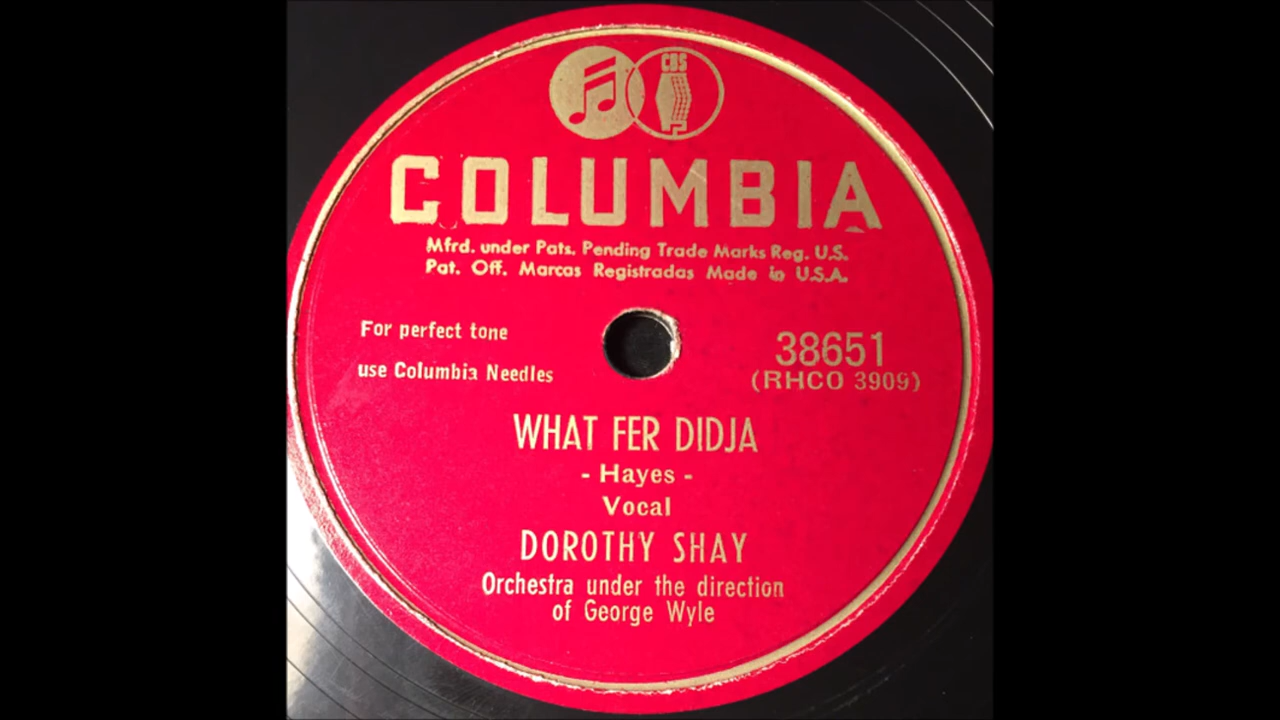 CBS
COLUMBIA
Mfrd. under Pats. Pending Trade Marks Reg. U.S.
Pat. Off. Marcas Registradas Made in U.S.A.
For perfect tone
use Columbia Needles
38651
(RHCO 3909)
WHAT FER DIDJA
- Hayes -
Vocal
DOROTHY SHAY
Orchestra under the direction
of George Wyle